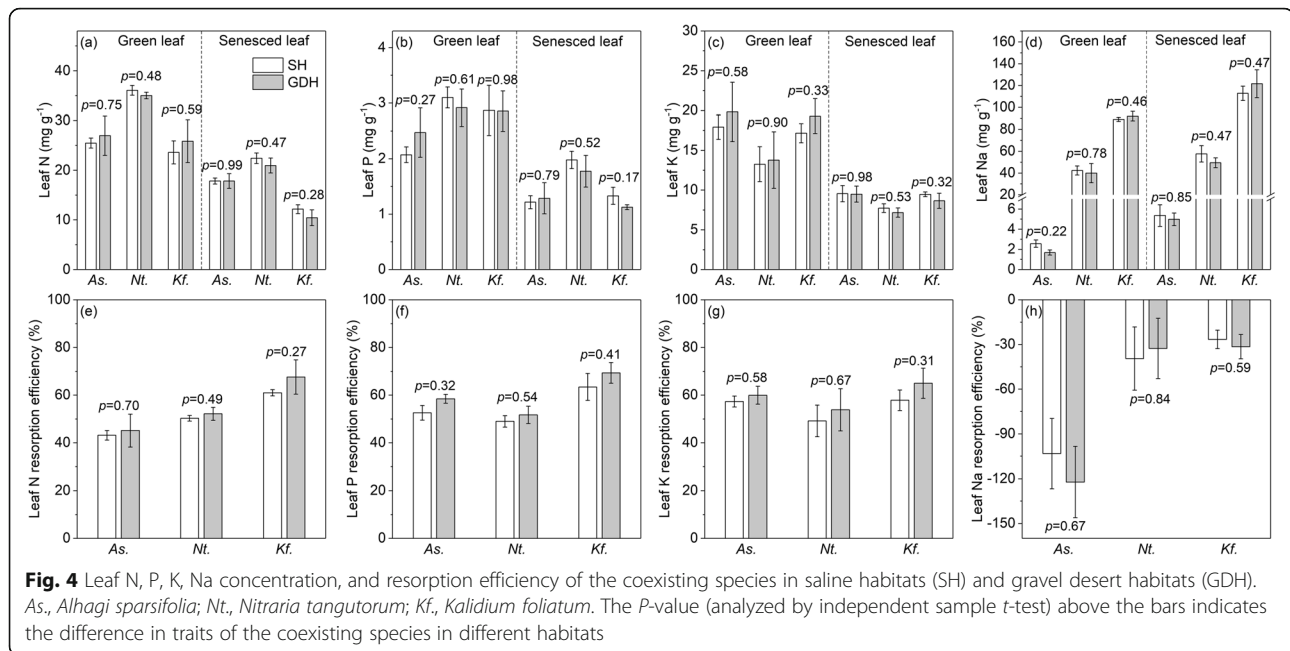 (a) Green leaf Senesced leaf
SH
GDH
p=0.75 p=0.48 p=0.59 p=0.99 p=0.47 p=0.28
Leaf N (mg g⁻¹)
40
30
20
10
0
As. Nt. Kf. As. Nt. Kf.
(b) Green leaf Senesced leaf
p=0.27 p=0.61 p=0.98 p=0.79 p=0.52 p=0.17
Leaf P (mg g⁻¹)
4
3
2
1
0
As. Nt. Kf. As. Nt. Kf.
(c) Green leaf Senesced leaf
p=0.58 p=0.90 p=0.33 p=0.98 p=0.53 p=0.32
Leaf K (mg g⁻¹)
30
25
20
15
10
5
0
As. Nt. Kf. As. Nt. Kf.
(d) Green leaf Senesced leaf
p=0.22 p=0.78 p=0.46 p=0.85 p=0.47 p=0.47
Leaf Na (mg g⁻¹)
160
140
120
100
80
60
40
20
6
4
2
0
As. Nt. Kf. As. Nt. Kf.
(e)
p=0.70 p=0.49 p=0.27
Leaf N resorption efficiency (%)
100
80
60
40
20
0
As. Nt. Kf.
(f)
p=0.32 p=0.54 p=0.41
Leaf P resorption efficiency (%)
100
80
60
40
20
0
As. Nt. Kf.
(g)
p=0.58 p=0.67 p=0.31
Leaf K resorption efficiency (%)
100
80
60
40
20
0
As. Nt. Kf.
(h)
p=0.67 p=0.84 p=0.59
Leaf Na resorption efficiency (%)
0
-30
-60
-90
-120
-150
As. Nt. Kf.
Fig. 4 Leaf N, P, K, Na concentration, and resorption efficiency of the coexisting species in saline habitats (SH) and gravel desert habitats (GDH).
As., Alhagi sparsifolia; Nt., Nitraria tangutorum; Kf., Kalidium foliatum. The P-value (analyzed by independent sample t-test) above the bars indicates
the difference in traits of the coexisting species in different habitats